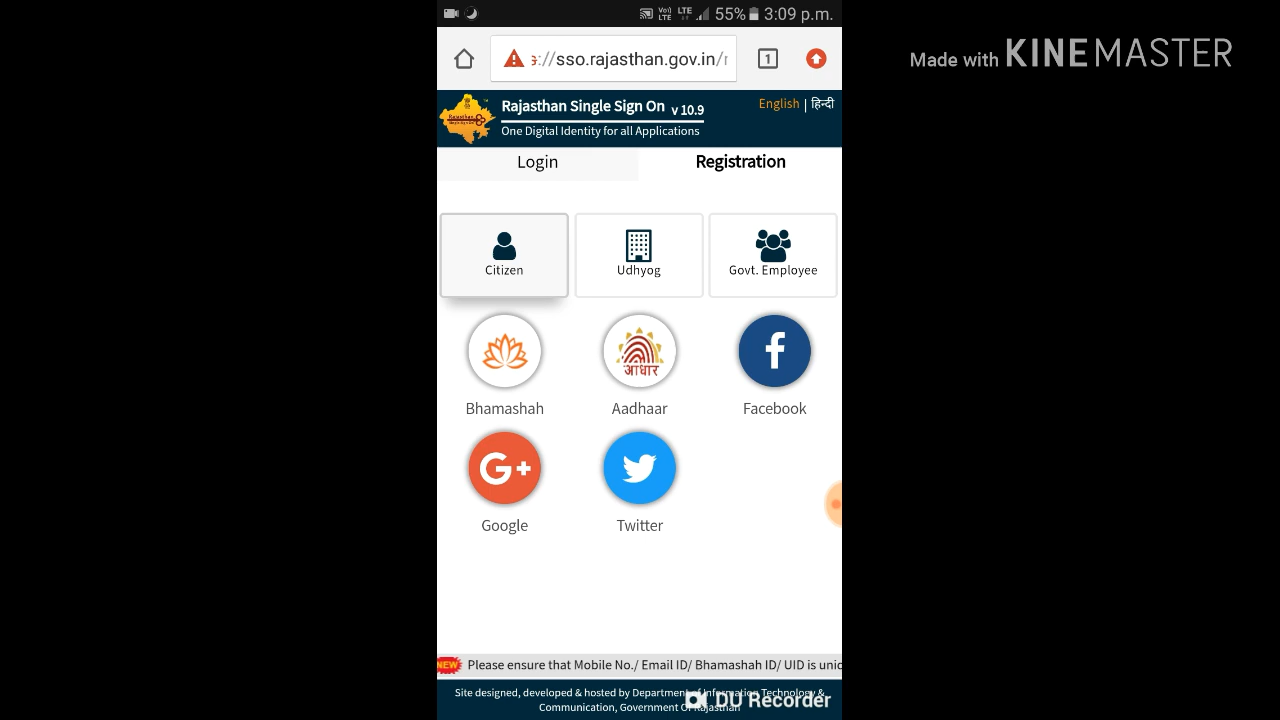 Vo))
LTE
LTE
55%
3:09 p.m.
Made with KINEMASTER
://sso.rajasthan.gov.in/
1
Rajasthan Single Sign On v 10.9
One Digital Identity for all Applications
English | हिन्दी
Login
Registration
Citizen
Udhyog
Govt. Employee
आधार
Bhamashah
Aadhaar
Facebook
G+
Google
Twitter
NEW
Please ensure that Mobile No./ Email ID/ Bhamashah ID/ UID is
Site designed, developed & hosted by Department of Information Technology &
Communication, Government Of Rajasthan
DU Recorder